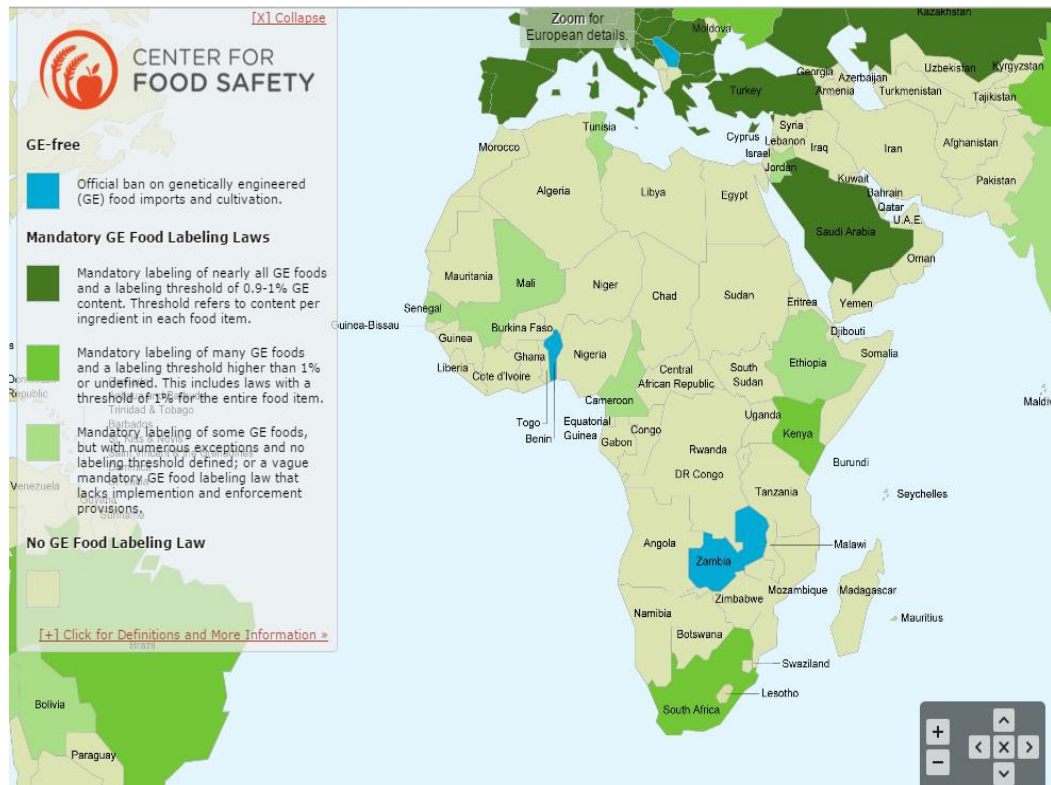 [X] Collapse
CENTER FOR
FOOD SAFETY
GE-free
Official ban on genetically engineered
(GE) food imports and cultivation.
Mandatory GE Food Labeling Laws
Mandatory labeling of nearly all GE foods
and a labeling threshold of 0.9-1% GE
content. Threshold refers to content per
ingredient in each food item.
Mandatory labeling of many GE foods
and a labeling threshold higher than 1%
or undefined. This includes laws with a
threshold of 1% for the entire food item.
Mandatory labeling of some GE foods,
but with numerous exceptions and no
labeling threshold defined; or a vague
mandatory GE food labeling law that
lacks implemention and enforcement
provisions.
No GE Food Labeling Law
[+] Click for Definitions and More Information »
Republic
Trinidad & Tobago
Barbados
Venezuela
Guyana
Suriname
Brazil
Bolivia
Paraguay
Zoom for
European details.
Moldova
Kazakhstan
Georgia
Azerbaijan
Uzbekistan
Kyrgyzstan
Turkey
Armenia
Turkmenistan
Tajikistan
Tunisia
Cyprus
Syria
Lebanon
Israel
Iraq
Iran
Afghanistan
Morocco
Jordan
Kuwait
Pakistan
Algeria
Libya
Egypt
Bahrain
Qatar
U.A.E.
Saudi Arabia
Oman
Mauritania
Mali
Niger
Chad
Sudan
Eritrea
Yemen
Senegal
Guinea-Bissau
Burkina Faso
Djibouti
Guinea
Ghana
Nigeria
Ethiopia
Somalia
Liberia
Cote d'Ivoire
Central
African Republic
South
Sudan
Cameroon
Togo
Benin
Equatorial
Guinea
Gabon
Congo
Uganda
Kenya
Rwanda
Burundi
DR Congo
Tanzania
Seychelles
Angola
Malawi
Zambia
Mozambique
Madagascar
Zimbabwe
Mauritius
Namibia
Botswana
Swaziland
Lesotho
South Africa
+
−
X